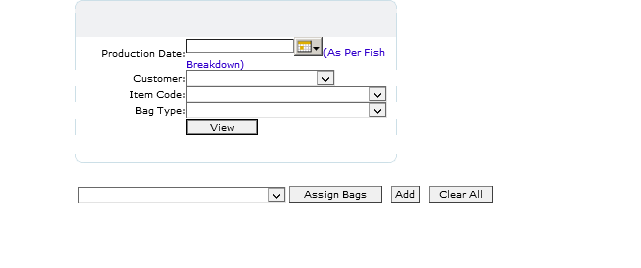 Production Date: (As Per Fish
Breakdown)
Customer:
Item Code:
Bag Type:
View
Assign Bags Add Clear All